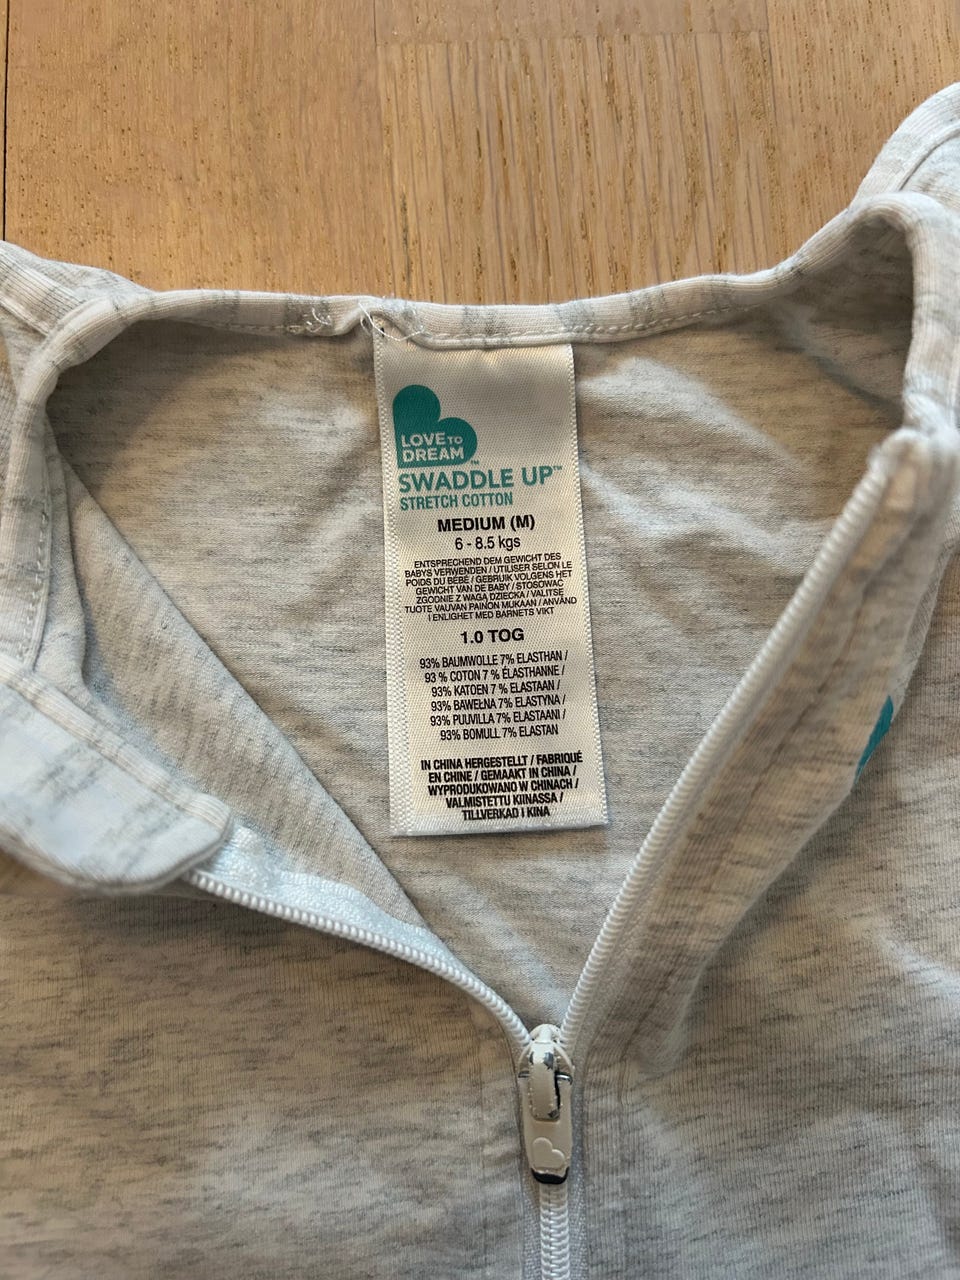 LOVE TO
DREAM™
SWADDLE UP™
STRETCH COTTON
MEDIUM (M)
6 - 8.5 kgs
ENTSPRECHEND DEM GEWICHT DES
BABYS VERWENDEN / UTILISER SELON LE
POIDS DU BÉBÉ / GEBRUIK VOLGENS HET
GEWICHT VAN DE BABY / STOSOWAĆ
ZGODNIE Z WAGĄ DZIECKA / VALITSE
TUOTE VAUVAN PAINON MUKAAN / ANVÄND
I ENLIGHET MED BARNETS VIKT
1.0 TOG
93% BAUMWOLLE 7% ELASTHAN /
93 % COTON 7 % ÉLASTHANNE /
93% KATOEN 7 % ELASTAAN /
93% BAWEŁNA 7% ELASTYNA /
93% PUUVILLA 7% ELASTAANI /
93% BOMULL 7% ELASTAN
IN CHINA HERGESTELLT / FABRIQUÉ
EN CHINE / GEMAAKT IN CHINA /
WYPRODUKOWANO W CHINACH /
VALMISTETTU KIINASSA /
TILLVERKAD I KINA